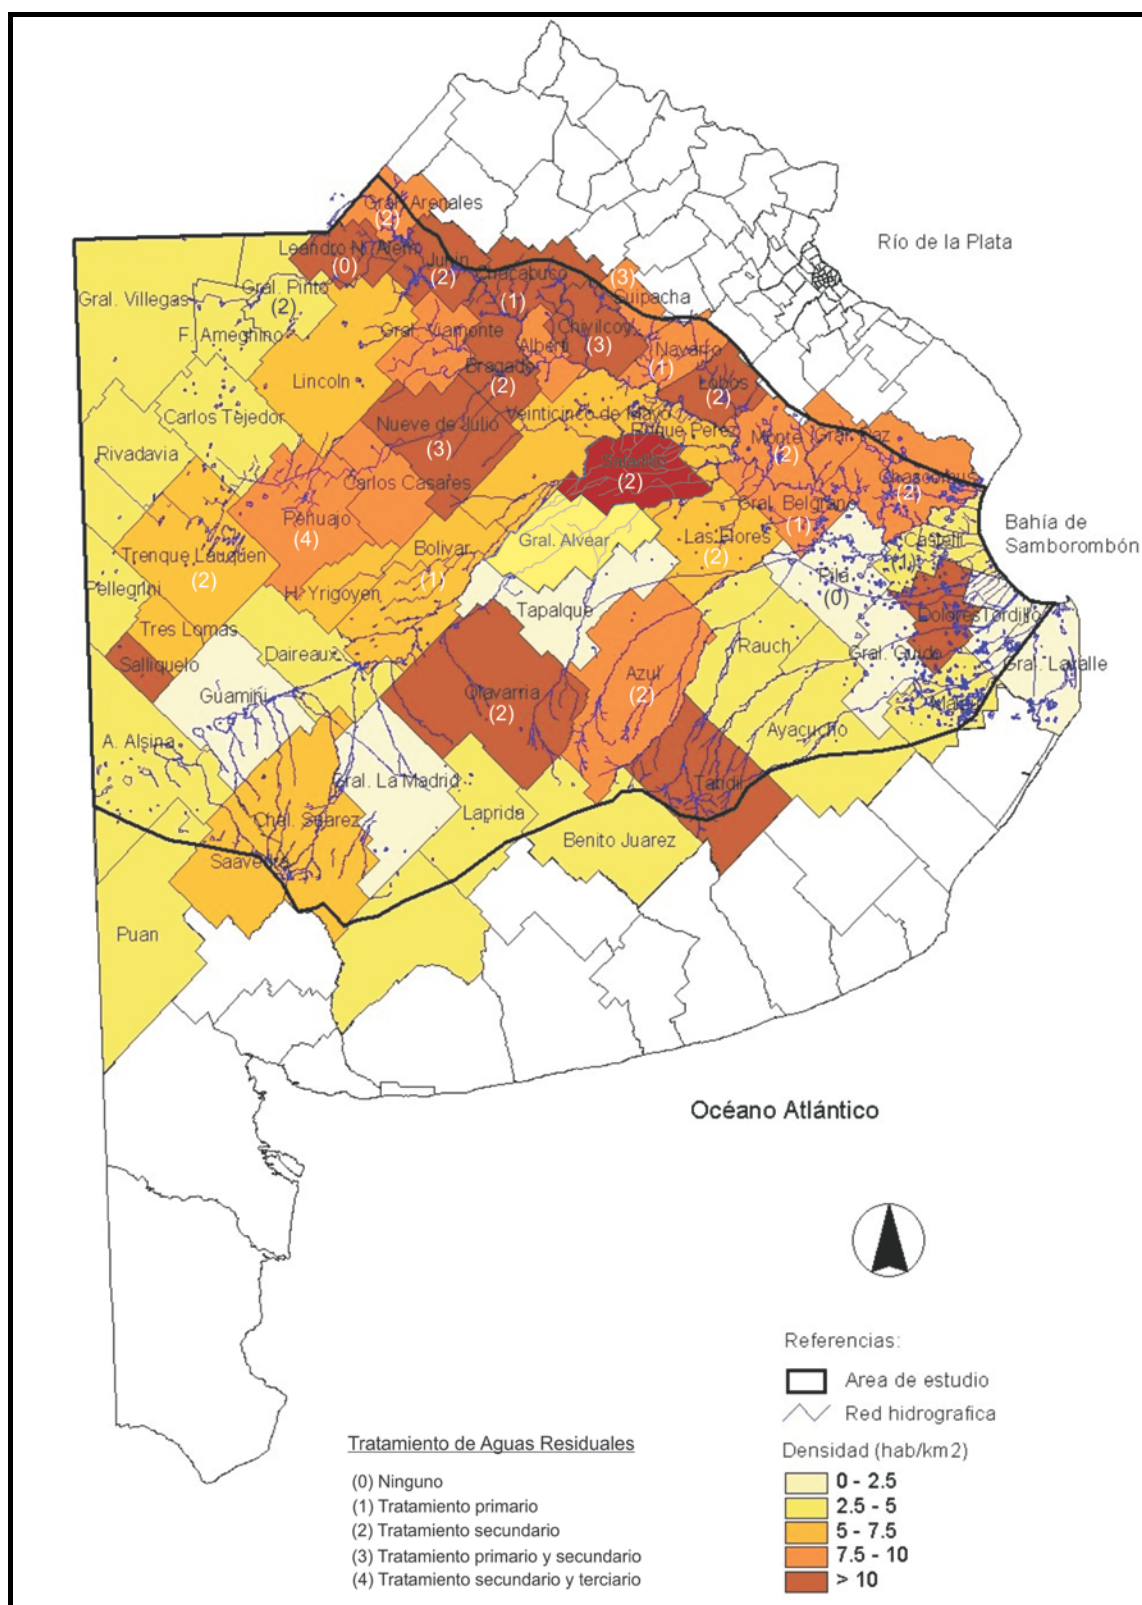 Gral. Arenales
(2)
Río de la Plata
Leandro N. Alem
(0)
Junin
(2)
Chacabuco
(1)
(3)
Suipacha
Gral. Villegas
Gral. Pinto
(2)
F. Ameghino
Gral. Viamonte
Alberti
Chivilcoy
(3)
Navarro
(1)
Bragado
(2)
Lobos
(2)
Lincoln
Carlos Tejedor
Nueve de Julio
(3)
Veinticinco de Mayo
Roque Perez
Monte
(2)
Gral. Paz
Rivadavia
Carlos Casares
Saladillo
(2)
Chascomus
(2)
Pehuajo
(4)
Gral. Belgrano
(1)
Bahía de
Samborombón
Trenque Lauquen
(2)
Bolivar
(1)
Gral. Alvear
Las Flores
(2)
Castelli
(1)
Pellegrini
H. Yrigoyen
Pila
(0)
Tapalque
Dolores
Tordillo
Tres Lomas
Salliquelo
Daireaux
Rauch
Gral. Guido
Gral. Lavalle
Guamini
Olavarria
(2)
Azul
(2)
Maipu
A. Alsina
Ayacucho
Gral. La Madrid
Tandil
Laprida
Cnel. Suarez
Benito Juarez
Saavedra
Puan
Océano Atlántico
Referencias:
Area de estudio
Red hidrografica
Densidad (hab/km2)
0 - 2.5
2.5 - 5
5 - 7.5
7.5 - 10
> 10
Tratamiento de Aguas Residuales
(0) Ninguno
(1) Tratamiento primario
(2) Tratamiento secundario
(3) Tratamiento primario y secundario
(4) Tratamiento secundario y terciario